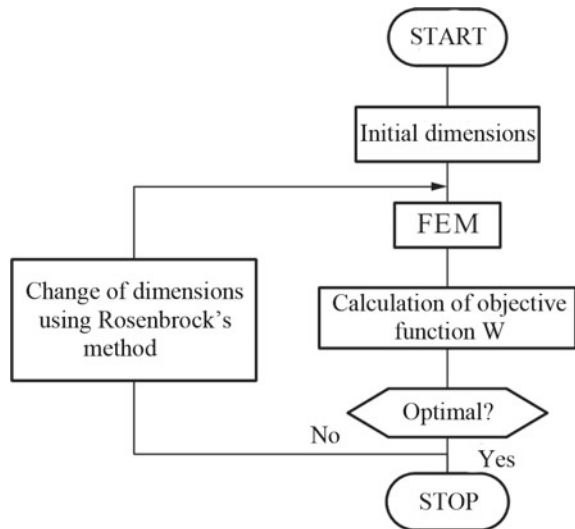 START
Initial dimensions
FEM
Change of dimensions
using Rosenbrock's
method
Calculation of objective
function W
Optimal?
No
Yes
STOP